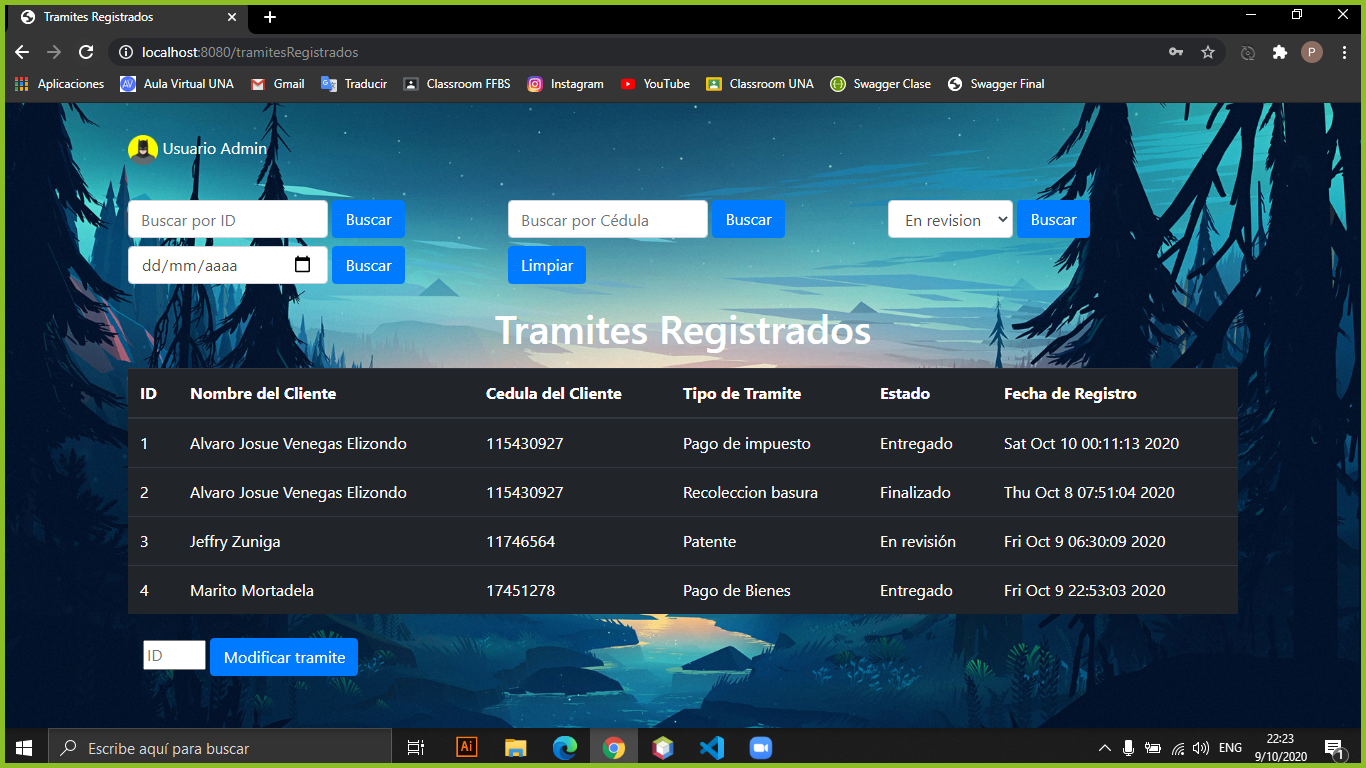 Tramites Registrados
localhost:8080/tramitesRegistrados
P
Aplicaciones AV Aula Virtual UNA Gmail Traducir Classroom FFBS Instagram YouTube Classroom UNA Swagger Clase Swagger Final
Usuario Admin
Buscar por ID Buscar Buscar por Cédula Buscar En revision Buscar
dd/mm/aaaa Buscar Limpiar
Tramites Registrados
ID Nombre del Cliente Cedula del Cliente Tipo de Tramite Estado Fecha de Registro
1 Alvaro Josue Venegas Elizondo 115430927 Pago de impuesto Entregado Sat Oct 10 00:11:13 2020
2 Alvaro Josue Venegas Elizondo 115430927 Recoleccion basura Finalizado Thu Oct 8 07:51:04 2020
3 Jeffry Zuniga 11746564 Patente En revisión Fri Oct 9 06:30:09 2020
4 Marito Mortadela 17451278 Pago de Bienes Entregado Fri Oct 9 22:53:03 2020
ID Modificar tramite
Escribe aquí para buscar Ai ENG 22:23
9/10/2020 1